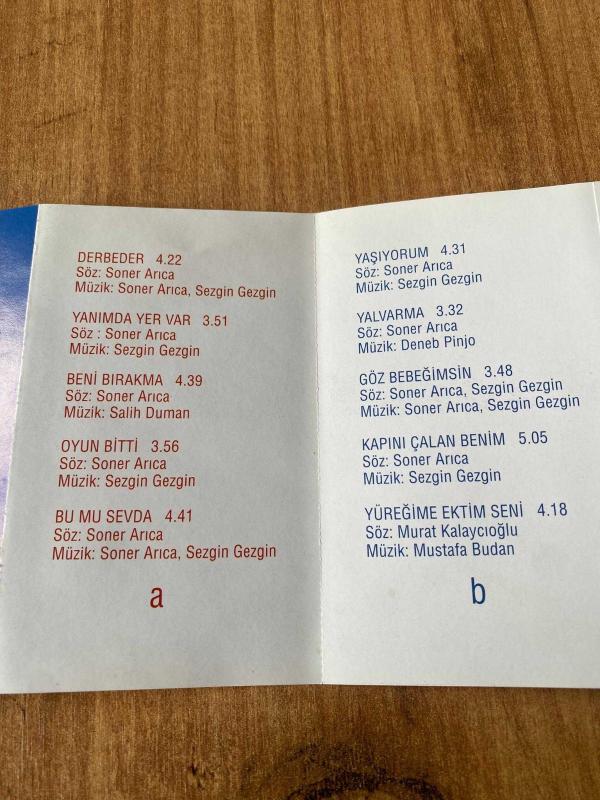 DERBEDER 4.22
Söz: Soner Arıca
Müzik: Soner Arıca, Sezgin Gezgin
YANIMDA YER VAR 3.51
Söz : Soner Arıca
Müzik: Sezgin Gezgin
BENİ BIRAKMA 4.39
Söz: Soner Arıca
Müzik: Salih Duman
OYUN BİTTİ 3.56
Söz: Soner Arıca
Müzik: Sezgin Gezgin
BU MU SEVDA 4.41
Söz: Soner Arıca
Müzik: Soner Arıca, Sezgin Gezgin
a
YAŞIYORUM 4.31
Söz: Soner Arıca
Müzik: Sezgin Gezgin
YALVARMA 3.32
Söz: Soner Arıca
Müzik: Deneb Pinjo
GÖZ BEBEĞİMSİN 3.48
Söz: Soner Arıca, Sezgin Gezgin
Müzik: Soner Arıca, Sezgin Gezgin
KAPINI ÇALAN BENİM 5.05
Söz: Soner Arıca
Müzik: Sezgin Gezgin
YÜREĞİME EKTİM SENİ 4.18
Söz: Murat Kalaycıoğlu
Müzik: Mustafa Budan
b